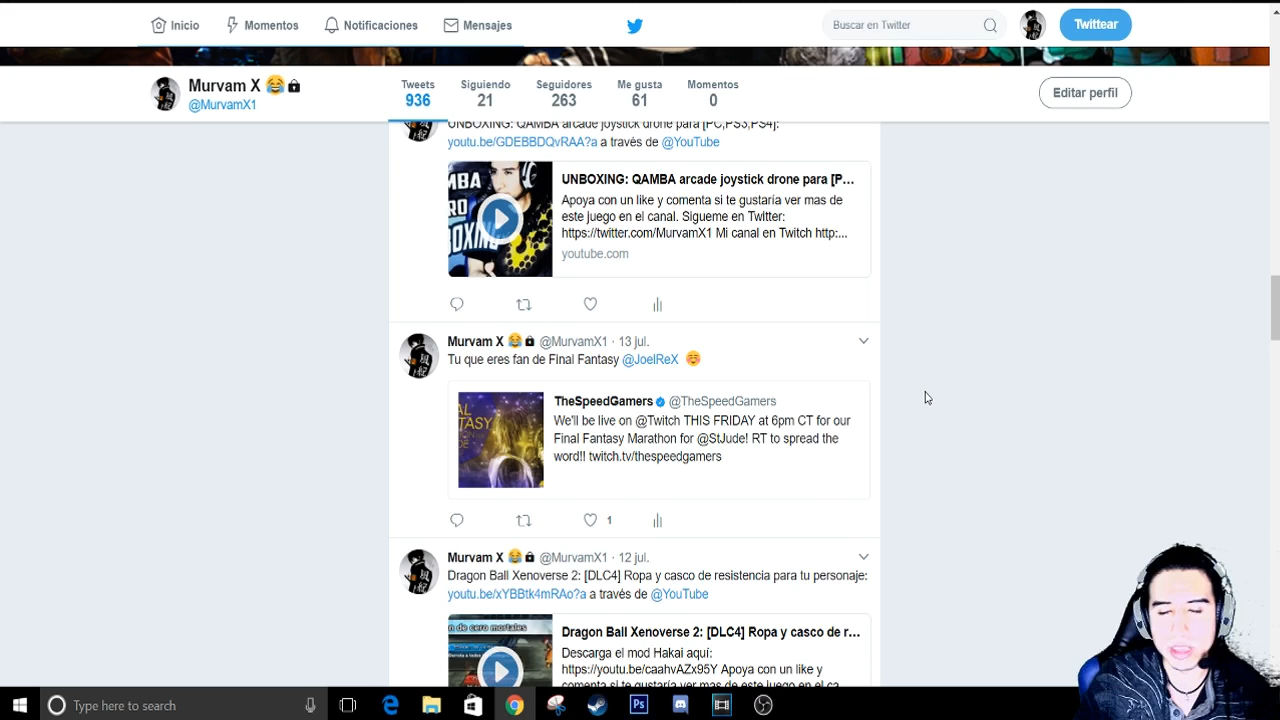 Inicio
Momentos
Notificaciones
Mensajes
Buscar en Twitter
Twittear
Murvam X
@MurvamX1
Tweets
936
Siguiendo
21
Seguidores
263
Me gusta
61
Momentos
0
Editar perfil
UNBOXING: QAMBA arcade joystick drone para [PC,PS3,PS4]:
youtu.be/GDEBBDQvRAA?a a través de @YouTube
UNBOXING: QAMBA arcade joystick drone para [P...
Apoya con un like y comenta si te gustaría ver mas de
este juego en el canal. Sigueme en Twitter:
https://twitter.com/MurvamX1 Mi canal en Twitch http:...
youtube.com
Murvam X 😂 @MurvamX1 · 13 jul.
Tu que eres fan de Final Fantasy @JoelReX
TheSpeedGamers @TheSpeedGamers
We'll be live on @Twitch THIS FRIDAY at 6pm CT for our
Final Fantasy Marathon for @StJude! RT to spread the
word!! twitch.tv/thespeedgamers
1
Murvam X 😂 @MurvamX1 · 12 jul.
Dragon Ball Xenoverse 2: [DLC4] Ropa y casco de resistencia para tu personaje:
youtu.be/xYBBtk4mRAo?a a través de @YouTube
Dragon Ball Xenoverse 2: [DLC4] Ropa y casco de r...
Descarga el mod Hakai aquí:
https://youtu.be/caahvAZx95Y Apoya con un like y
comenta si te gustaría ver mas de este juego en el ca
Type here to search